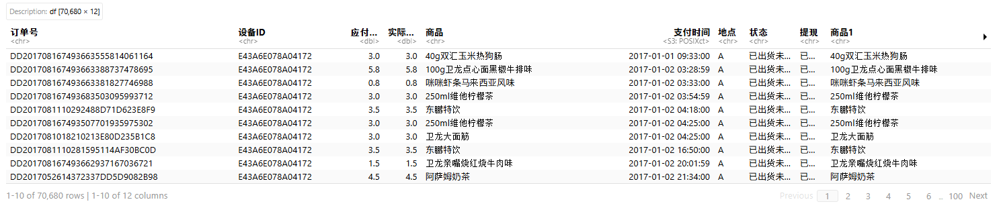 Description: df [70,680 × 12]
订单号 设备ID 应付... 实际... 商品 支付时间 地点 状态 提现 商品1
<chr> <chr> <dbl> <dbl> <chr> <S3: POSIXct> <chr> <chr> <chr> <chr>
DD2017081674936635558140611​64 E43A6E078A04172 3.0 3.0 40g双汇玉米热狗肠 2017-01-01 09:33:00 A 已出货未... 已... 40g双汇玉米热狗肠
DD201708167493663388737478695 E43A6E078A04172 5.8 5.8 100g卫龙点心面黑椒牛排味 2017-01-02 03:28:59 A 已出货未... 已... 100g卫龙点心面黑椒牛排味
DD201708167493663381827746988 E43A6E078A04172 0.8 0.8 咪咪虾条马来西亚风味 2017-01-02 03:33:00 A 已出货未... 已... 咪咪虾条马来西亚风味
DD201708167493683503095993712 E43A6E078A04172 3.0 3.0 250ml维他柠檬茶 2017-01-02 03:54:59 A 已出货未... 已... 250ml维他柠檬茶
DD2017081110292488D71D623E8F9 E43A6E078A04172 3.5 3.5 东鹏特饮 2017-01-02 04:18:00 A 已出货未... 已... 东鹏特饮
DD201708167493507701935975302 E43A6E078A04172 3.0 3.0 250ml维他柠檬茶 2017-01-02 04:25:00 A 已出货未... 已... 250ml维他柠檬茶
DD2017081018210213E80D235B1C8 E43A6E078A04172 3.0 3.0 卫龙大面筋 2017-01-02 04:25:00 A 已出货未... 已... 卫龙大面筋
DD2017081110281595114AF30BC0D E43A6E078A04172 3.5 3.5 东鹏特饮 2017-01-02 16:50:00 A 已出货未... 已... 东鹏特饮
DD201708167493662937167036721 E43A6E078A04172 1.5 1.5 卫龙亲嘴烧红烧牛肉味 2017-01-02 20:01:59 A 已出货未... 已... 卫龙亲嘴烧红烧牛肉味
DD2017052614372337DD5D9082B98 E43A6E078A04172 4.5 4.5 阿萨姆奶茶 2017-01-02 21:34:00 A 已出货未... 已... 阿萨姆奶茶
1-10 of 70,680 rows | 1-10 of 12 columns Previous 1 2 3 4 5 6 ... 100 Next